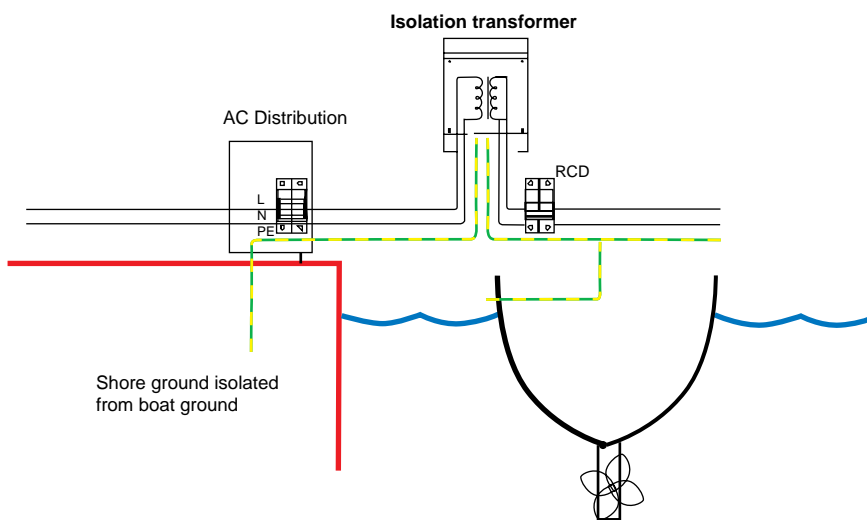 Isolation transformer
AC Distribution
RCD
L
N
PE
Shore ground isolated
from boat ground